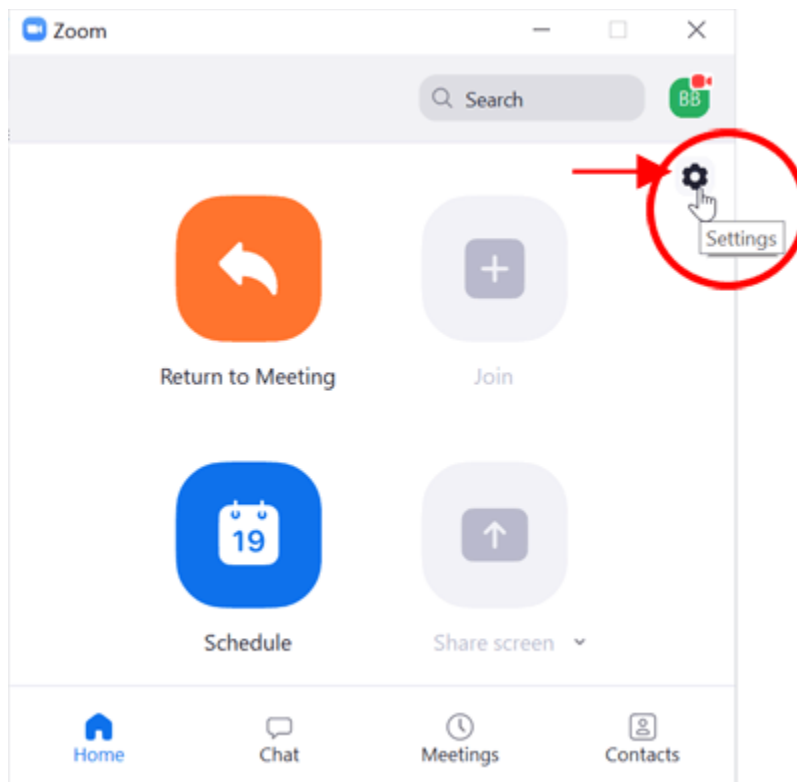 Zoom
Search
BB
Settings
Return to Meeting
Join
19
Schedule
Share screen
Home
Chat
Meetings
Contacts